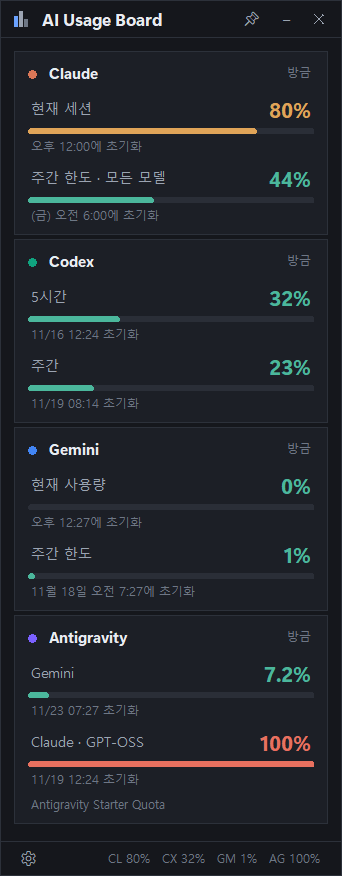 AI Usage Board
Claude 방금
현재 세션 80%
오후 12:00에 초기화
주간 한도 · 모든 모델 44%
(금) 오전 6:00에 초기화
Codex 방금
5시간 32%
11/16 12:24 초기화
주간 23%
11/19 08:14 초기화
Gemini 방금
현재 사용량 0%
오후 12:27에 초기화
주간 한도 1%
11월 18일 오전 7:27에 초기화
Antigravity 방금
Gemini 7.2%
11/23 07:27 초기화
Claude · GPT-OSS 100%
11/19 12:24 초기화
Antigravity Starter Quota
CL 80% CX 32% GM 1% AG 100%